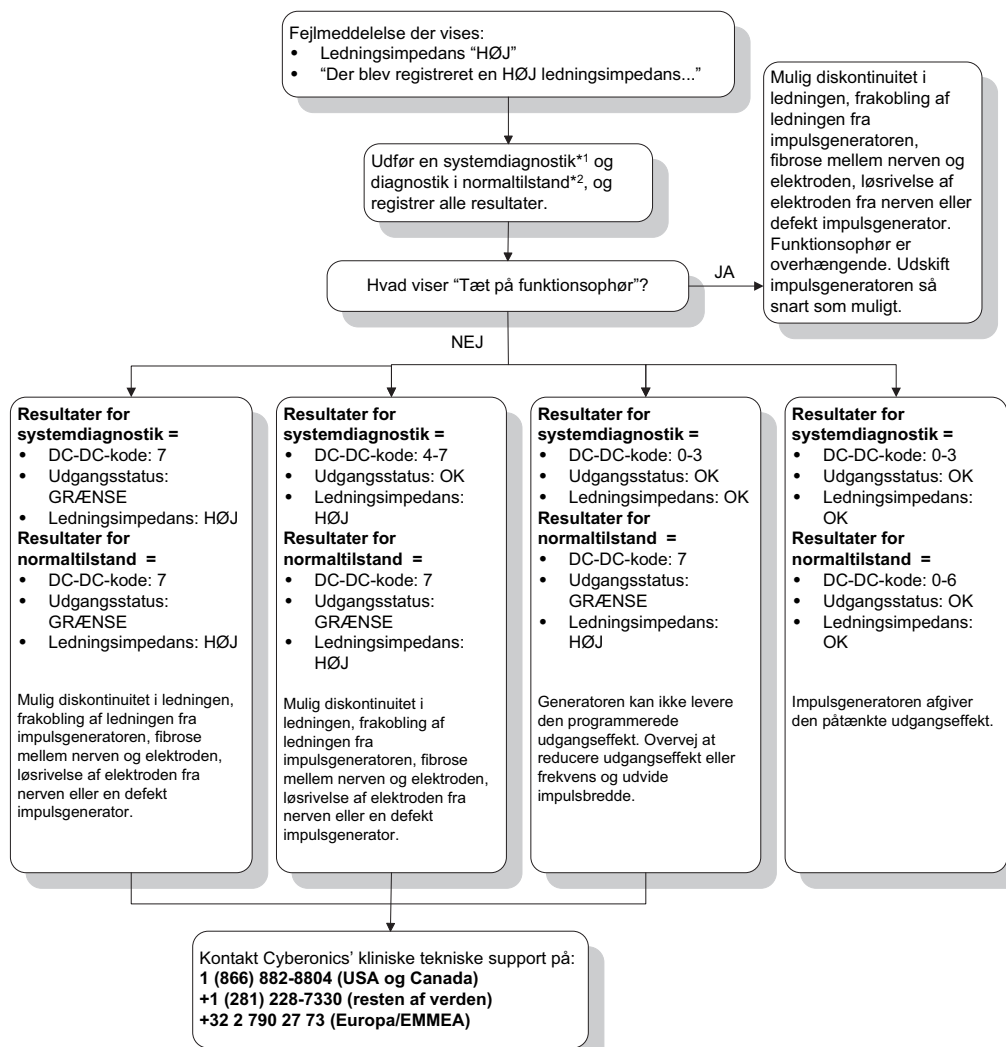 Fejlmeddelelse der vises:
• Ledningsimpedans “HØJ”
• “Der blev registreret en HØJ ledningsimpedans...”
Udfør en systemdiagnostik*1 og
diagnostik i normaltilstand*2, og
registrer alle resultater.
Hvad viser “Tæt på funktionsophør”?
JA
Mulig diskontinuitet i
ledningen, frakobling af
ledningen fra
impulsgeneratoren,
fibrose mellem nerven og
elektroden, løsrivelse af
elektroden fra nerven eller
defekt impulsgenerator.
Funktionsophør er
overhængende. Udskift
impulsgeneratoren så
snart som muligt.
NEJ
Resultater for
systemdiagnostik =
• DC-DC-kode: 7
• Udgangsstatus:
GRÆNSE
• Ledningsimpedans: HØJ
Resultater for
normaltilstand =
• DC-DC-kode: 7
• Udgangsstatus:
GRÆNSE
• Ledningsimpedans: HØJ
Mulig diskontinuitet i ledningen,
frakobling af ledningen fra
impulsgeneratoren, fibrose
mellem nerven og elektroden,
løsrivelse af elektroden fra
nerven eller en defekt
impulsgenerator.
Resultater for
systemdiagnostik =
• DC-DC-kode: 4-7
• Udgangsstatus: OK
• Ledningsimpedans:
HØJ
Resultater for
normaltilstand =
• DC-DC-kode: 7
• Udgangsstatus:
GRÆNSE
• Ledningsimpedans:
HØJ
Mulig diskontinuitet i
ledningen, frakobling af
ledningen fra
impulsgeneratoren, fibrose
mellem nerven og elektroden,
løsrivelse af elektroden fra
nerven eller en defekt
impulsgenerator.
Resultater for
systemdiagnostik =
• DC-DC-kode: 0-3
• Udgangsstatus: OK
• Ledningsimpedans: OK
Resultater for
normaltilstand =
• DC-DC-kode: 7
• Udgangsstatus:
GRÆNSE
• Ledningsimpedans:
HØJ
Generatoren kan ikke levere
den programmerede
udgangseffekt. Overvej at
reducere udgangseffekt eller
frekvens og udvide
impulsbredde.
Resultater for
systemdiagnostik =
• DC-DC-kode: 0-3
• Udgangsstatus: OK
• Ledningsimpedans:
OK
Resultater for
normaltilstand =
• DC-DC-kode: 0-6
• Udgangsstatus: OK
• Ledningsimpedans:
OK
Impulsgeneratoren afgiver
den påtænkte udgangseffekt.
Kontakt Cyberonics’ kliniske tekniske support på:
1 (866) 882-8804 (USA og Canada)
+1 (281) 228-7330 (resten af verden)
+32 2 790 27 73 (Europa/EMMEA)